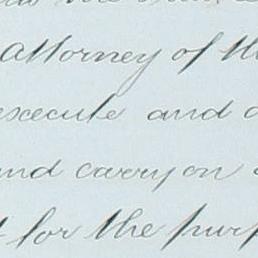 attorney of th
execute and d
and carry on
for the purp